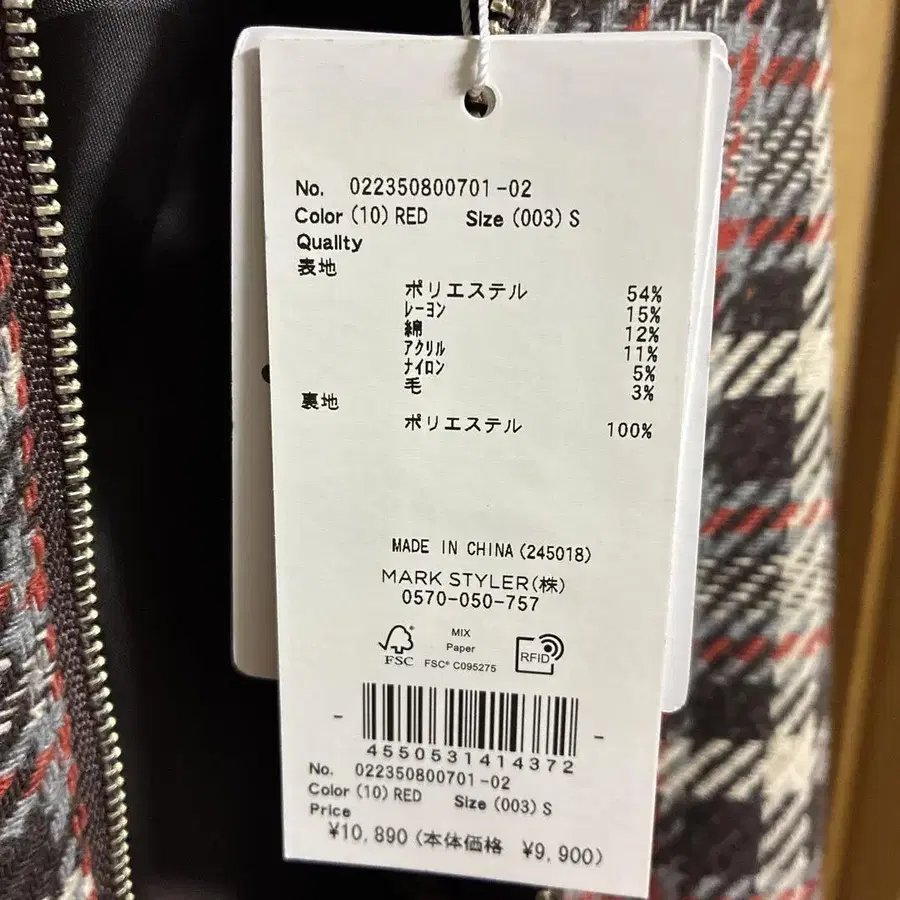 No. 022350800701-02
Color (10) RED Size (003) S
Quality
表地
ポリエステル 54%
レーヨン 15%
綿 12%
アクリル 11%
ナイロン 5%
毛 3%
裏地
ポリエステル 100%
MADE IN CHINA (245018)
MARK STYLER(株)
0570-050-757
FSC
MIX
Paper
FSC® C095275
RFID
4550531414372
No. 022350800701-02
Color (10) RED Size (003) S
Price
¥10,890 (本体価格 ¥9,900)